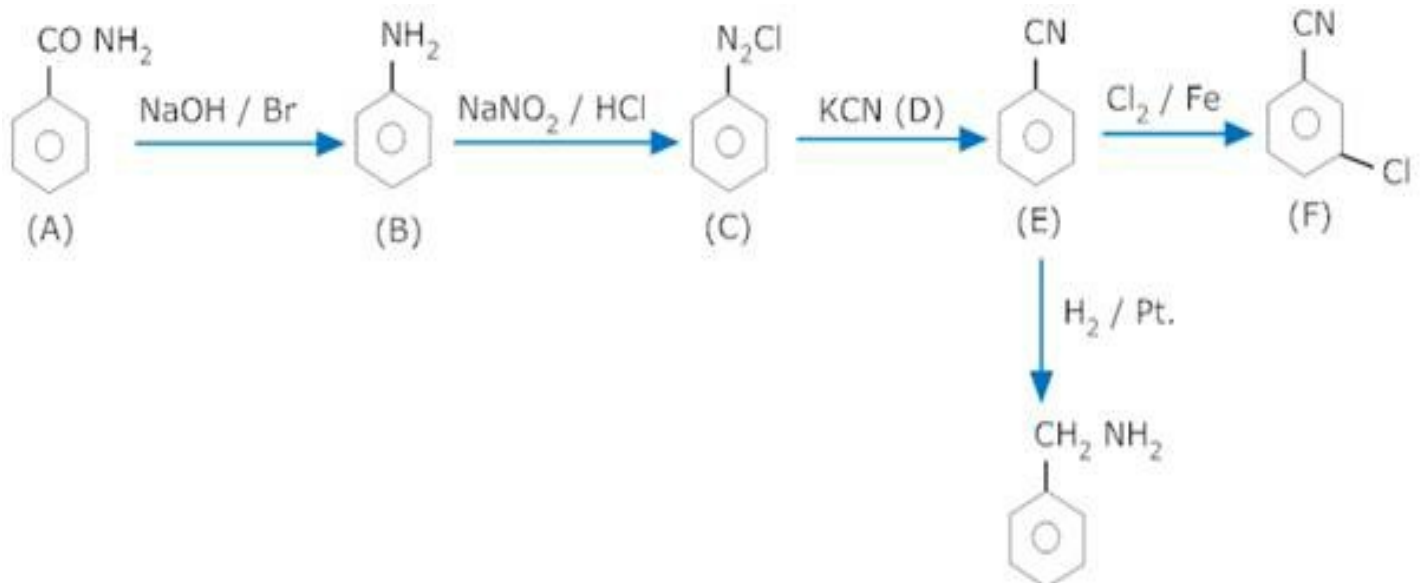 CO NH₂
NaOH / Br
(A)
NH₂
NaNO₂ / HCl
(B)
N₂Cl
KCN (D)
(C)
CN
Cl₂ / Fe
(E)
CN
Cl
(F)
H₂ / Pt.
CH₂ NH₂